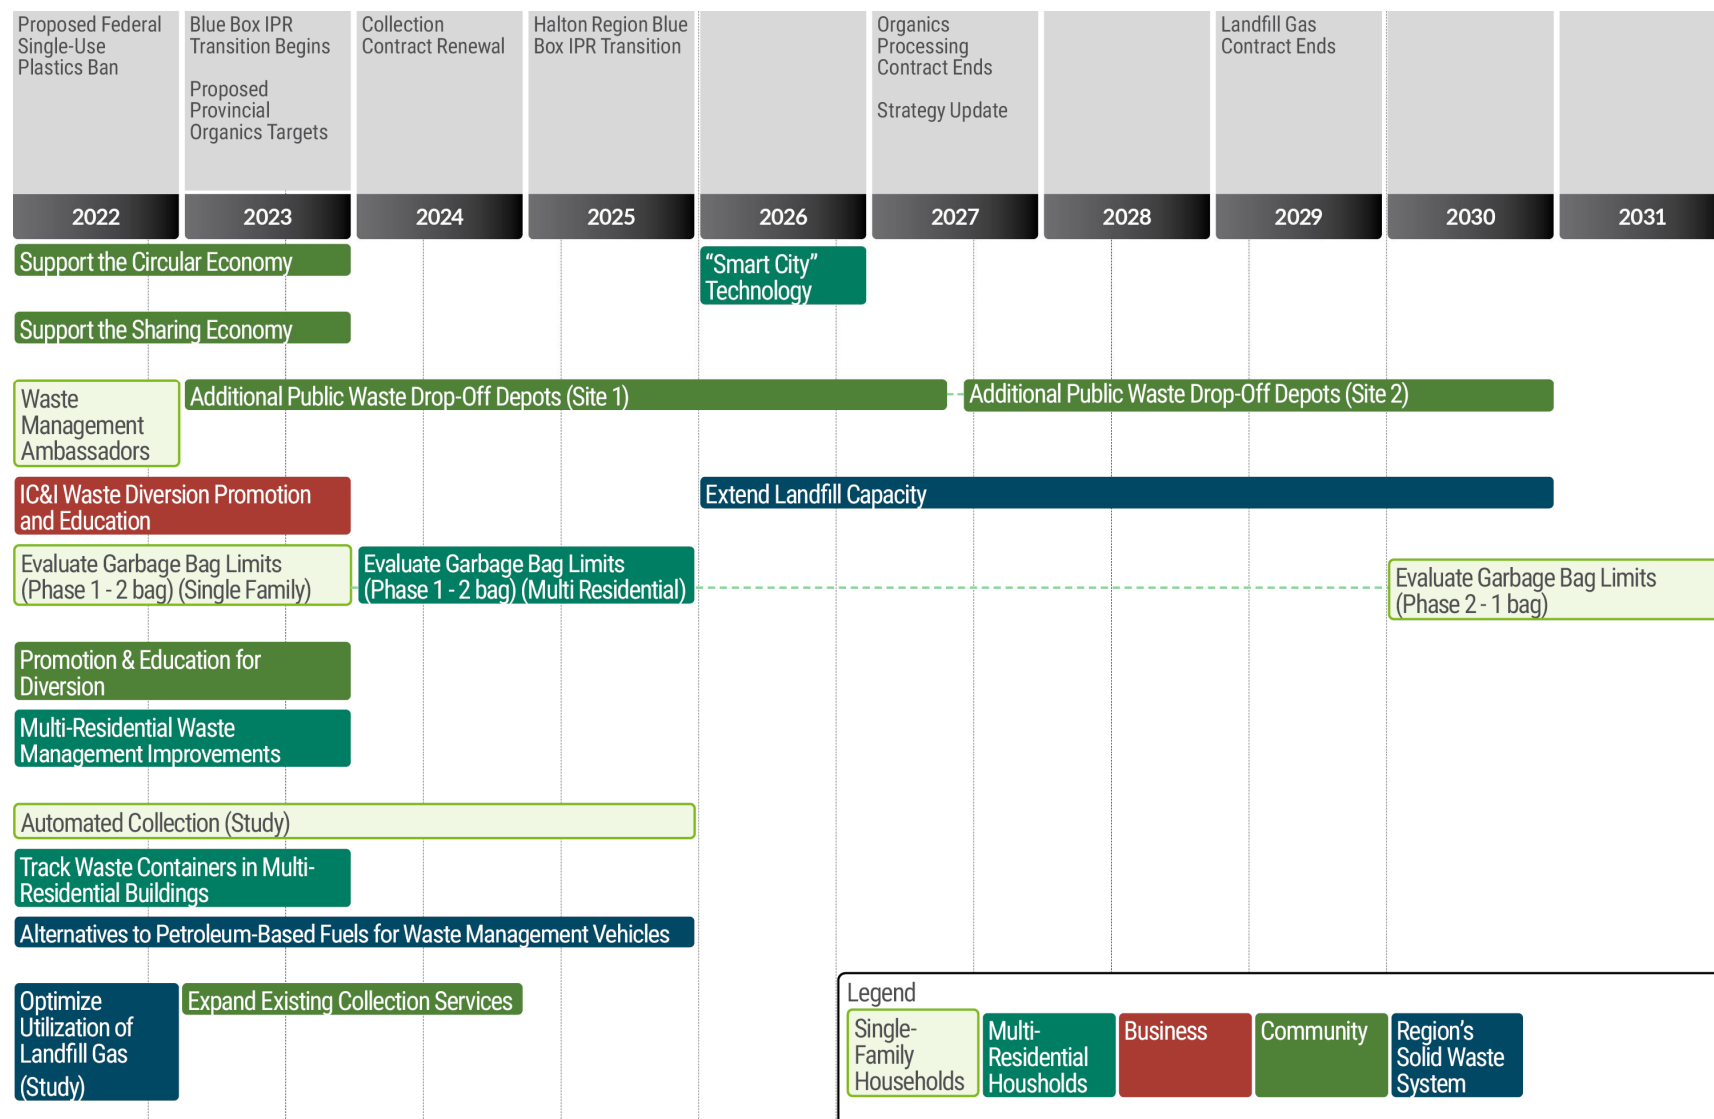 Proposed Federal
Single-Use
Plastics Ban
Blue Box IPR
Transition Begins
Proposed
Provincial
Organics Targets
Collection
Contract Renewal
Halton Region Blue
Box IPR Transition
Organics
Processing
Contract Ends
Strategy Update
Landfill Gas
Contract Ends
2022
2023
2024
2025
2026
2027
2028
2029
2030
2031
Support the Circular Economy
“Smart City”
Technology
Support the Sharing Economy
Waste
Management
Ambassadors
Additional Public Waste Drop-Off Depots (Site 1)
Additional Public Waste Drop-Off Depots (Site 2)
IC&I Waste Diversion Promotion
and Education
Extend Landfill Capacity
Evaluate Garbage Bag Limits
(Phase 1 - 2 bag) (Single Family)
Evaluate Garbage Bag Limits
(Phase 1 - 2 bag) (Multi Residential)
Evaluate Garbage Bag Limits
(Phase 2 - 1 bag)
Promotion & Education for
Diversion
Multi-Residential Waste
Management Improvements
Automated Collection (Study)
Track Waste Containers in Multi-
Residential Buildings
Alternatives to Petroleum-Based Fuels for Waste Management Vehicles
Optimize
Utilization of
Landfill Gas
(Study)
Expand Existing Collection Services
Legend
Single-
Family
Households
Multi-
Residential
Housholds
Business
Community
Region’s
Solid Waste
System